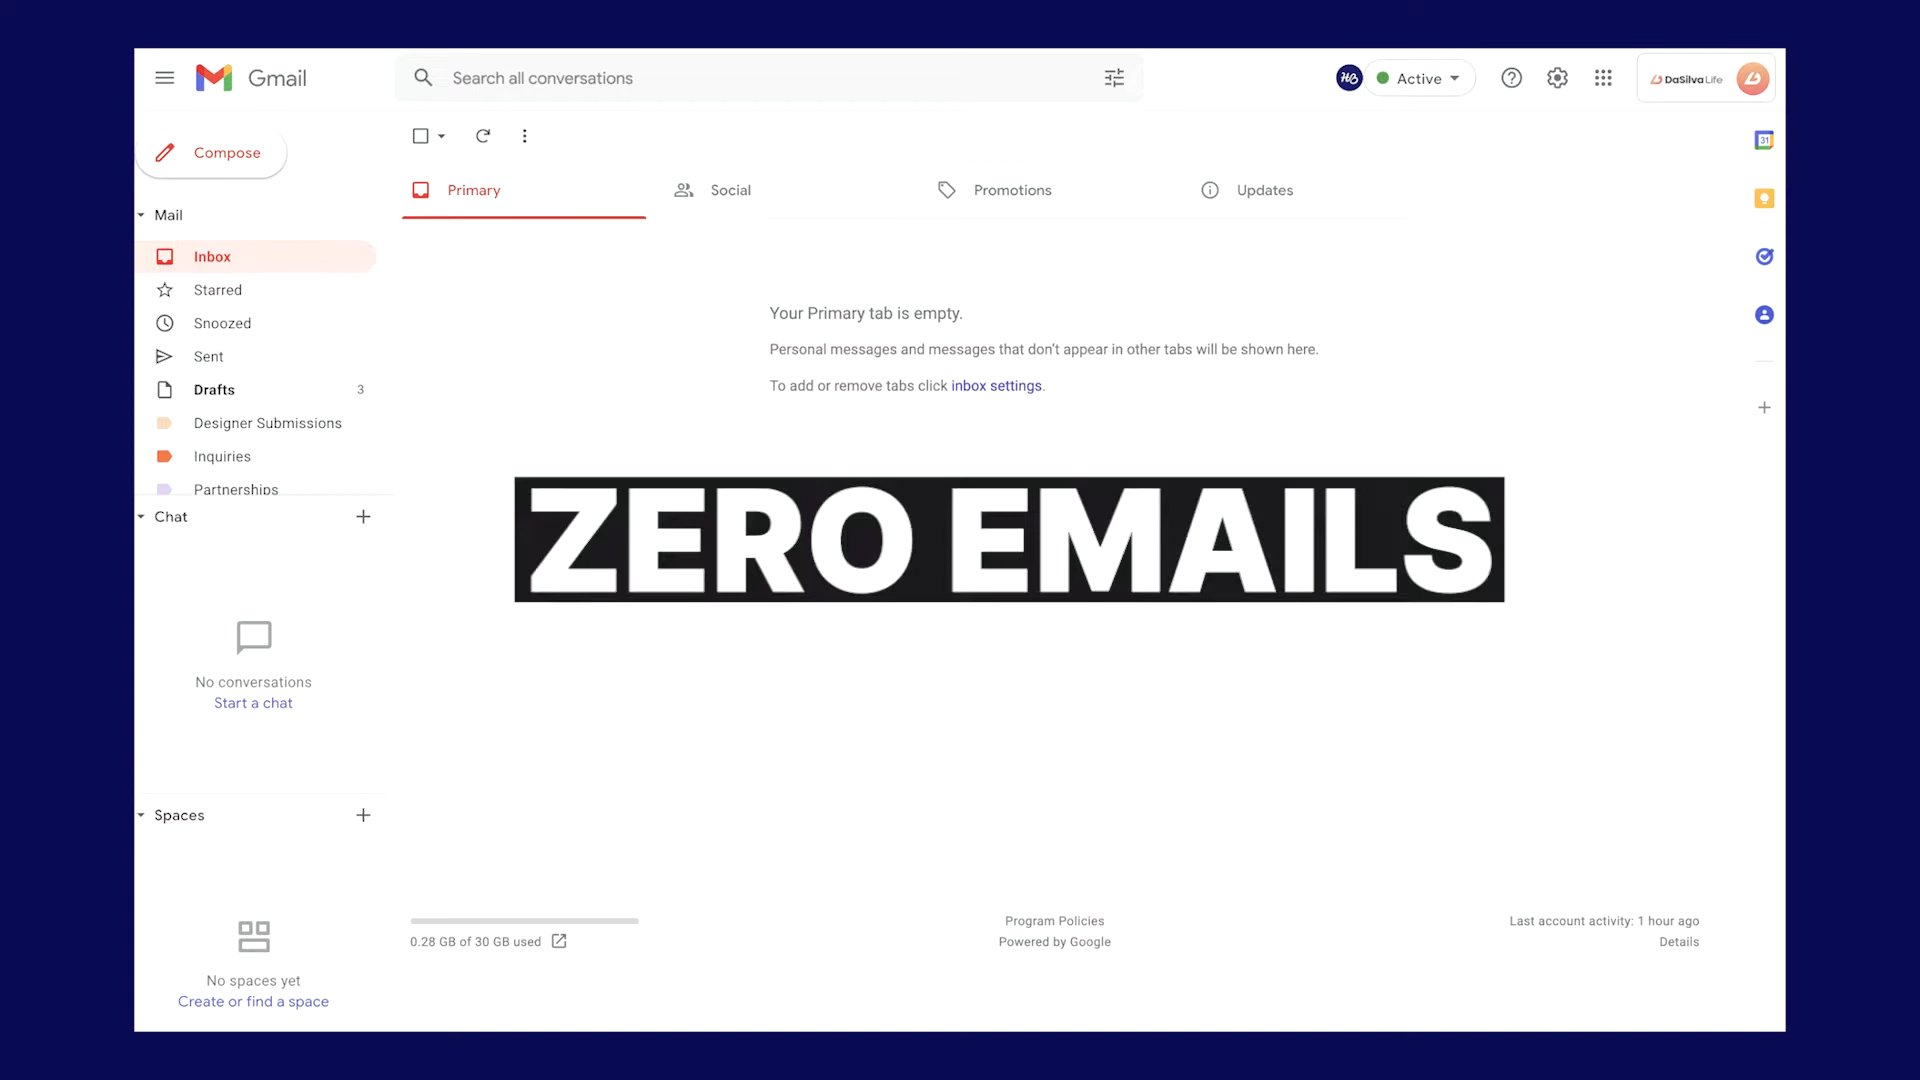 Gmail
Search all conversations
HB
Active
DaSilva Life
Compose
Mail
Inbox
Starred
Snoozed
Sent
Drafts 3
Designer Submissions
Inquiries
Partnerships
Chat
No conversations
Start a chat
Spaces
No spaces yet
Create or find a space
Primary
Social
Promotions
Updates
31
Your Primary tab is empty.
Personal messages and messages that don’t appear in other tabs will be shown here.
To add or remove tabs click inbox settings.
ZERO EMAILS
0.28 GB of 30 GB used
Program Policies
Powered by Google
Last account activity: 1 hour ago
Details